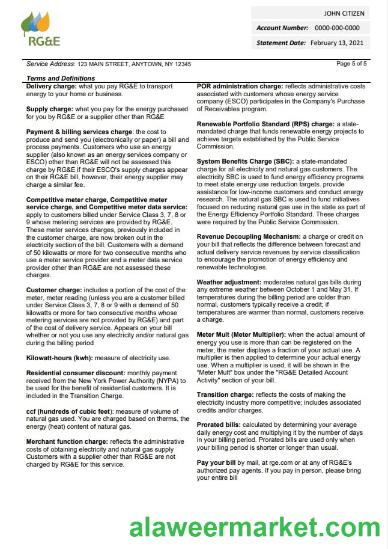 JOHN CITIZEN
RG&E
Account Number: 0000-000-0000
Statement Date: February 13, 2021
Service Address: 123 MAIN STREET, ANYTOWN, NY 12345
Page 5 of 5
Terms and Definitions
Delivery charge: what you pay RG&E to transport
energy to your home or business.
Supply charge: what you pay for the energy purchased
for you by RG&E or a supplier other than RG&E
Payment & billing services charge: the cost to
produce and send you (electronically or paper) a bill and
process payments. Customers who use an energy
supplier (also known as an energy services company or
ESCO) other than RG&E will not be assessed this
charge by RG&E if their ESCO's supply charges appear
on their RG&E bill, however, their energy supplier may
charge a similar fee.
Competitive meter charge, Competitive meter
service charge, and Competitive meter data service:
apply to customers billed under Service Class 3, 7, 8 or
9 whose metering services are provided by RG&E.
These meter services charges, previously included in
the customer charge, are now broken out in the
electricity section of the bill. Customers with a demand
of 50 kilowatts or more for two consecutive months who
use a meter service provider and a meter data service
provider other than RG&E are not assessed these
charges.
Customer charge: includes a portion of the cost of the
meter, meter reading (unless you are a customer billed
under Service Class 3, 7, 8 or 9 with a demand of 50
kilowatts or more for two consecutive months whose
metering services are not provided by RG&E) and part
of the cost of delivery service. Appears on your bill
whether or not you use any electricity and/or natural gas
during the billing period
Kilowatt-hours (kwh): measure of electricity use.
Residential consumer discount: monthly payment
received from the New York Power Authority (NYPA) to
be used for the benefit of residential customers. It is
included in the Transition Charge.
ccf (hundreds of cubic feet): measure of volume of
natural gas used. You are charged based on therms, the
energy (heat) content of natural gas.
Merchant function charge: reflects the administrative
costs of obtaining electricity and natural gas supply
Customers with a supplier other than RG&E are not
charged by RG&E for this service.
POR administration charge: reflects administrative
costs associated with customers whose energy service
company (ESCO) participates in the Company's Purchase
of Receivables program.
Renewable Portfolio Standard (RPS) charge: a state-
mandated charge that funds renewable energy projects to
achieve targets established by the Public Service
Commission.
System Benefits Charge (SBC): a state-mandated
charge for all electricity and natural gas customers. The
electricity SBC is used to fund energy efficiency programs
to meet state energy use reduction targets, provide
assistance for low-income customers and conduct energy
research. The natural gas SBC is used to fund initiatives
focused on reducing natural gas use in the state as part of
the Energy Efficiency Portfolio Standard. These charges
were required by the Public Service Commission.
Revenue Decoupling Mechanism: a charge or credit on
your bill that reflects the difference between forecast and
actual delivery services revenues by service classification
to encourage the promotion of energy efficiency and
renewable technologies.
Weather adjustment: moderates natural gas bills during
any extreme weather between October 1 and May 31. If
temperatures during the billing period are colder than
normal, customers typically receive a credit; if
temperatures are warmer than normal, customers receive
a charge.
Meter Mult (Meter Multiplier): when the actual amount of
energy you use is more than can be registered on the
meter, the meter displays a fraction of your actual use. A
multiplier is then applied to determine your actual energy
use. When a multiplier is used, it will be shown in the
"Meter Mult" box under the "RG&E Detailed Account
Activity" section of your bill.
Transition charge: reflects the costs of making the
electricity industry more competitive; includes associated
credits and/or charges.
Prorated bills: calculated by determining your average
daily energy cost and multiplying it by the number of days
in your billing period. Prorated bills are used only when
your billing period is shorter or longer than usual.
Pay your bill by mail, at rge.com or at any of RG&E's
authorized pay agents. If you pay in person, please bring
your entire bill
alaweermarket.com